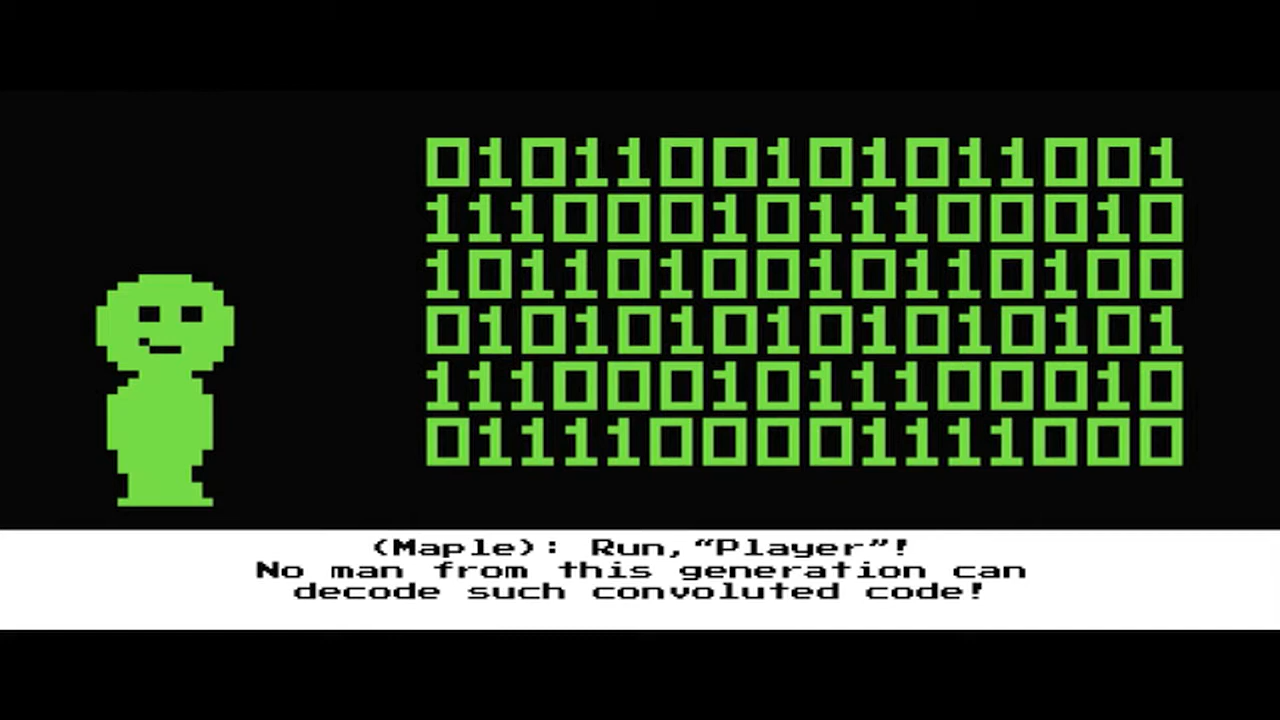 0101100101011001
1110001011100010
1011010010110100
0101010101010101
1110001011100010
0111100001111000
(Maple): Run,“Player”!
No man from this generation can
decode such convoluted code!